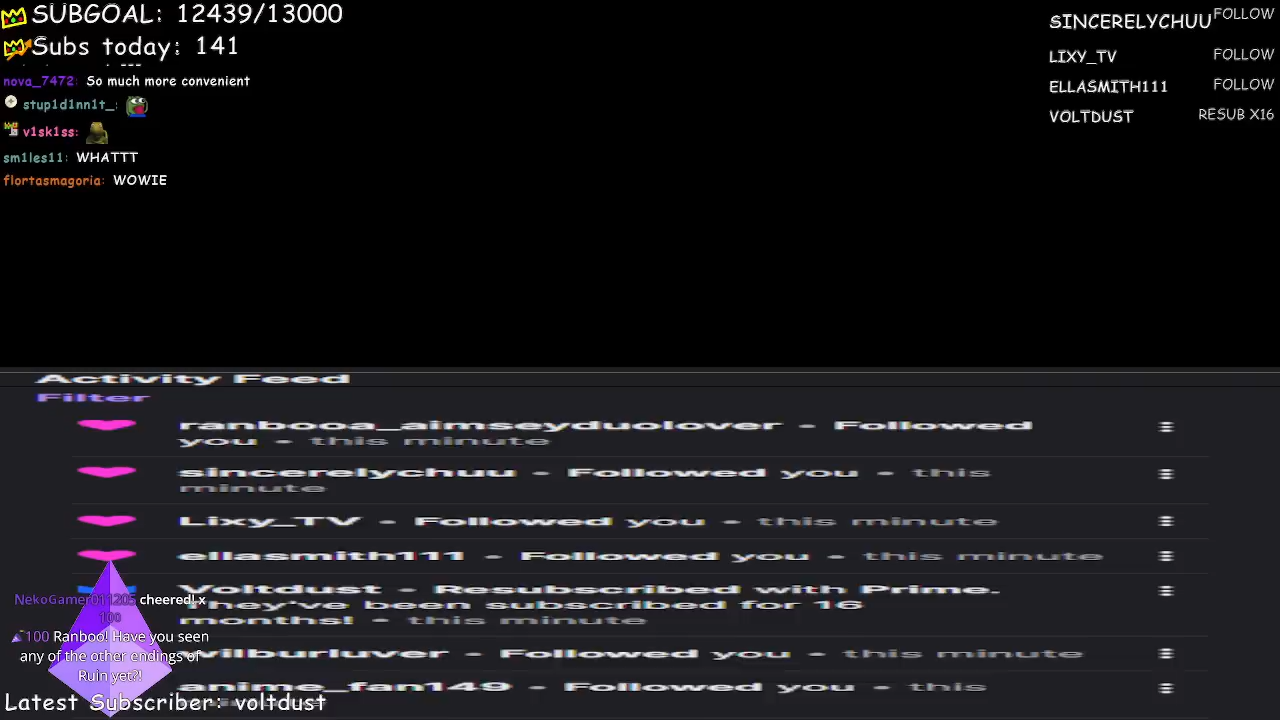 SUBGOAL: 12439/13000
Subs today: 141
nova_7472: So much more convenient
stup1d1nn1t_:
v1sk1ss:
sm1les11: WHATTT
flortasmagoria: WOWIE
SINCERELYCHUU FOLLOW
LIXY_TV FOLLOW
ELLASMITH111 FOLLOW
VOLTDUST RESUB X16
Activity Feed
Filter
ranbooa_aimseyduolover - Followed
you - this minute
sincerelychuu - Followed you - this
minute
Lixy_TV - Followed you - this minute
ellasmith111 - Followed you - this minute
Voltdust - Resubscribed with Prime.
They've been subscribed for 16
months! - this minute
wilburluver - Followed you - this minute
anime_fan149 - Followed you - this
NekoGamer011205 cheered! x
100
100 Ranboo! Have you seen
any of the other endings of
Ruin yet?!
Latest Subscriber: voltdust